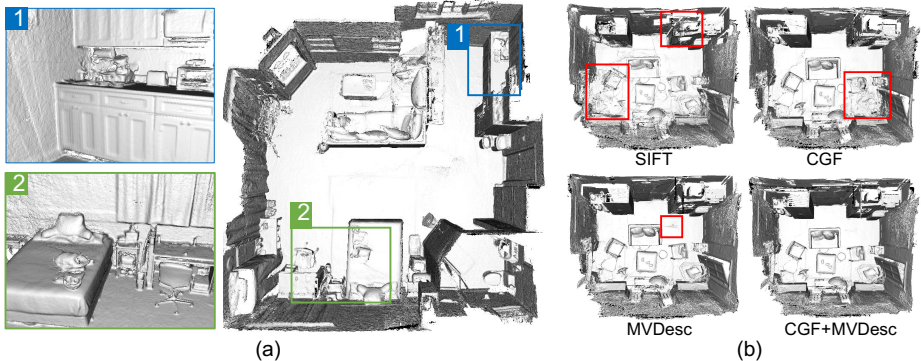 1
2
1
2
(a)
SIFT
CGF
MVDesc
CGF+MVDesc
(b)